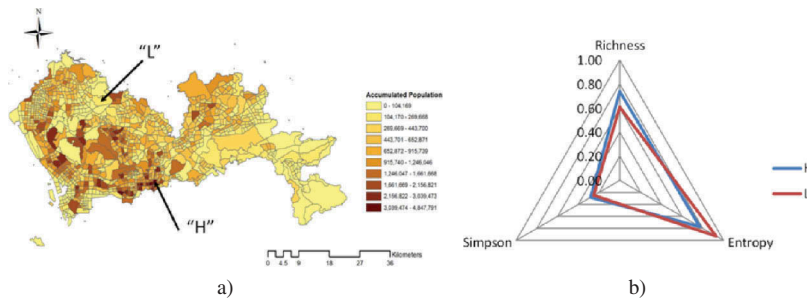 N
"L"
"H"
Accumulated Population
0 - 104,169
104,170 - 269,668
269,669 - 443,700
443,701 - 652,871
652,872 - 915,739
915,740 - 1,246,046
1,246,047 - 1,661,668
1,661,669 - 2,156,821
2,156,822 - 3,039,473
3,039,474 - 4,847,781
Kilometers
0 4.5 9 18 27 36
a)
Richness
1.00
0.80
0.60
0.40
0.20
0.00
Simpson
Entropy
H
L
b)